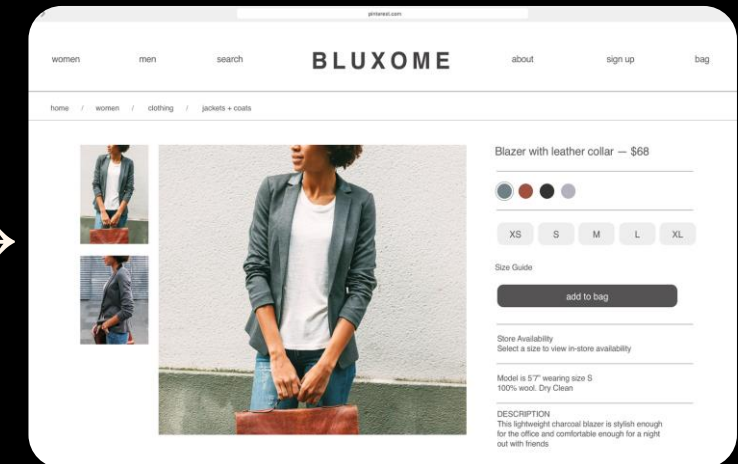 pinterest.com
women men search BLUXOME about sign up bag
home / women / clothing / jackets + coats
Blazer with leather collar — $68
XS S M L XL
Size Guide
add to bag
Store Availability
Select a size to view in-store availability
Model is 5'7" wearing size S
100% wool. Dry Clean
DESCRIPTION
This lightweight charcoal blazer is stylish enough
for the office and comfortable enough for a night
out with friends